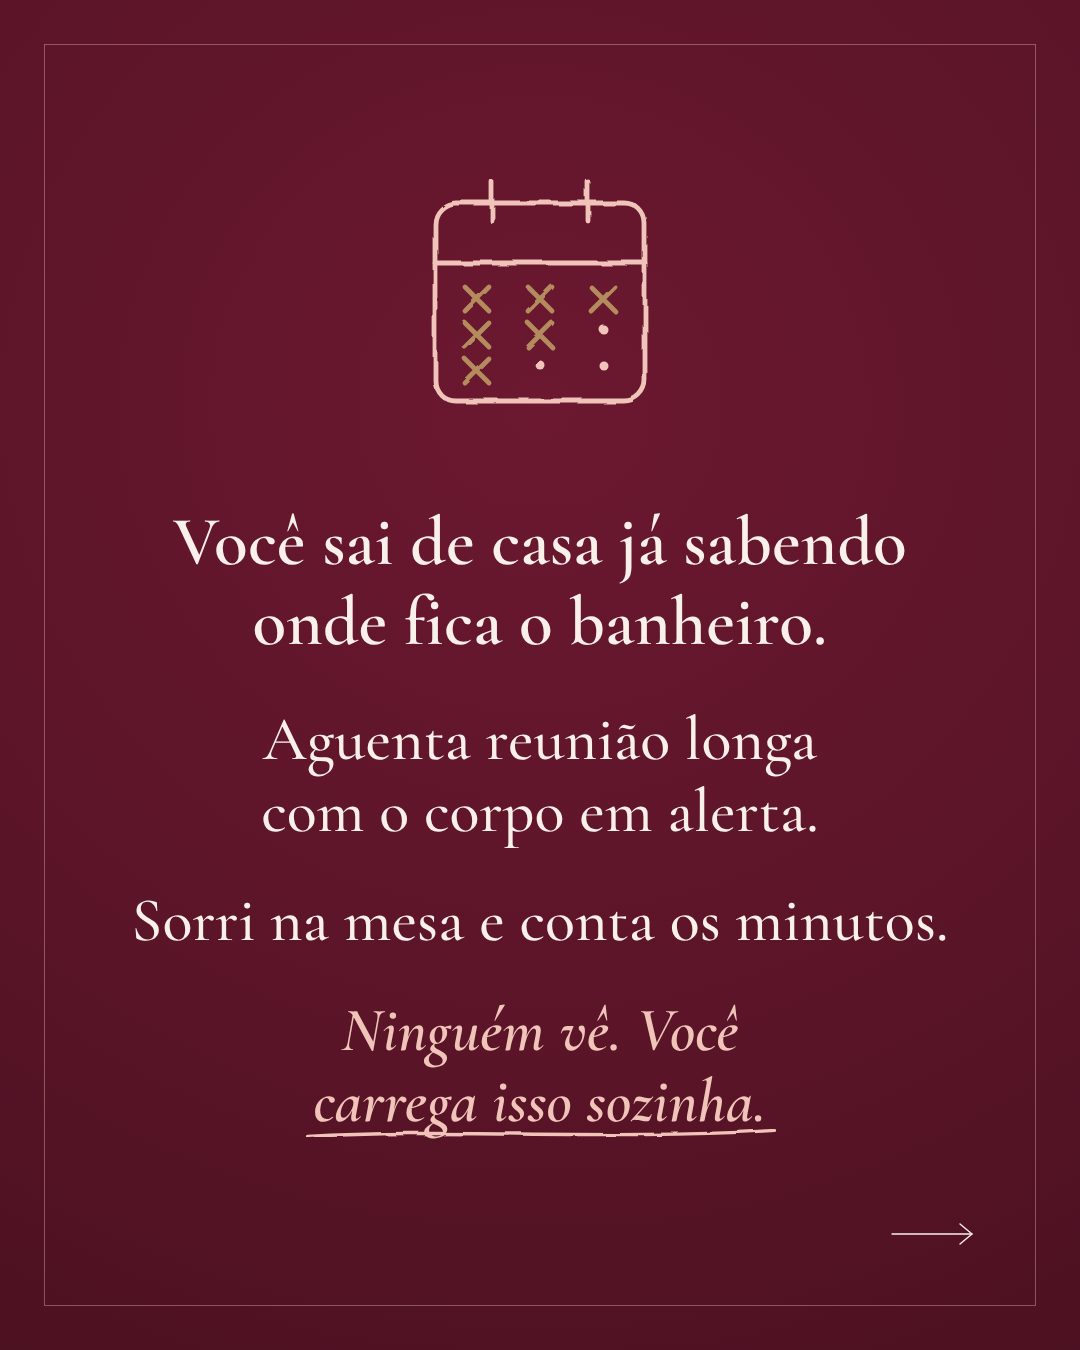 Você sai de casa já sabendo
onde fica o banheiro.
Aguenta reunião longa
com o corpo em alerta.
Sorri na mesa e conta os minutos.
Ninguém vê. Você
carrega isso sozinha.